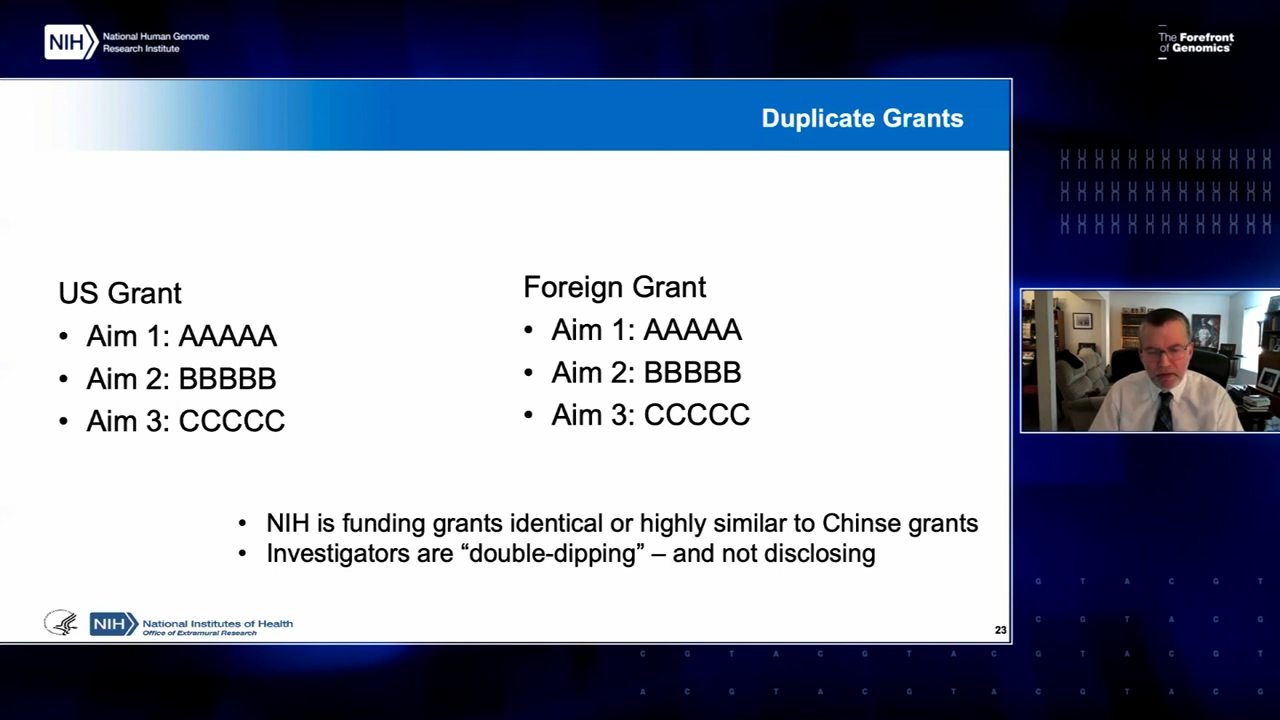 NIH
National Human Genome
Research Institute
The Forefront
of Genomics
Duplicate Grants
US Grant
• Aim 1: AAAAA
• Aim 2: BBBBB
• Aim 3: CCCCC
Foreign Grant
• Aim 1: AAAAA
• Aim 2: BBBBB
• Aim 3: CCCCC
• NIH is funding grants identical or highly similar to Chinse grants
• Investigators are “double-dipping” – and not disclosing
NIH
National Institutes of Health
Office of Extramural Research
23
G T A C G T
C G T A C G
C G T A C G T A C G T A C G T
A C G T A C G T A C G T A C G